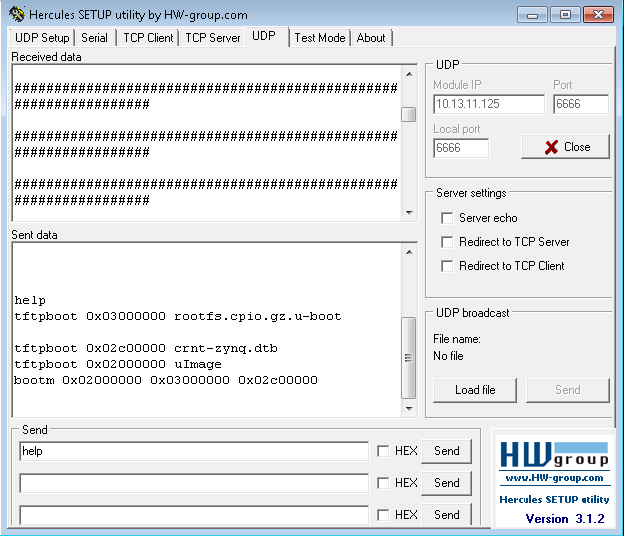 Hercules SETUP utility by HW-group.com
UDP Setup Serial TCP Client TCP Server UDP Test Mode About
Received data
################################################
#################
################################################
#################
################################################
#################
Sent data
help
tftpboot 0x03000000 rootfs.cpio.gz.u-boot
tftpboot 0x02c00000 crnt-zynq.dtb
tftpboot 0x02000000 uImage
bootm 0x02000000 0x03000000 0x02c00000
UDP
Module IP Port
10.13.11.125 6666
Local port
6666 Close
Server settings
Server echo
Redirect to TCP Server
Redirect to TCP Client
UDP broadcast
File name:
No file
Load file Send
Send
help HEX Send
HEX Send
HEX Send
HW group
www.HW-group.com
Hercules SETUP utility
Version 3.1.2